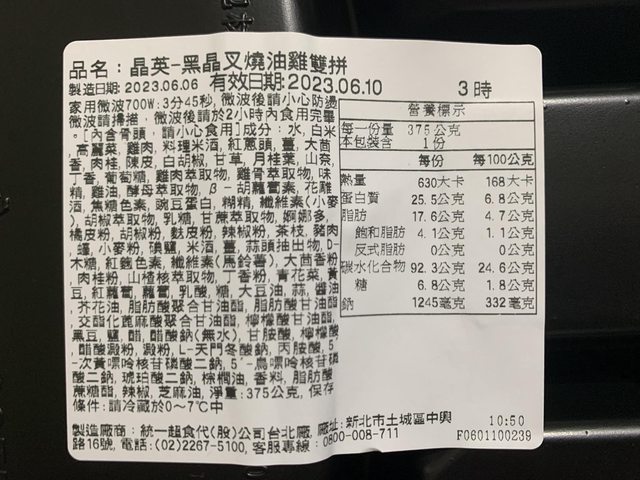 品名：晶英-黑晶叉燒油雞雙拼
製造日期:2023.06.06 有效日期:2023.06.10 3時
家用微波700W:3分45秒,微波後請小心防燙
,微波請掃描,微波後請於2小時內食用完畢
。[內含骨頭,請小心食用]成分:水,白米
,高麗菜,雞肉,料理米酒,紅蔥頭,薑,大茴
香,肉桂,陳皮,白胡椒,甘草,月桂葉,山奈,
丁香,葡萄糖,雞肉萃取物,雞骨萃取物,味
精,雞油,酵母萃取物,β-胡蘿蔔素,花雕
酒,焦糖色素,豌豆蛋白,糊精,纖維素(小麥
),胡椒萃取物,乳糖,甘蔗萃取物,婀娜多,
橘皮粉,胡椒粉,麩皮粉,辣椒粉,茶枝,豬肉
,蜂,小麥粉,碘鹽,米酒,薑,蒜頭抽出物,D-
木糖,紅麴色素,纖維素(馬鈴薯),大茴香粉
,肉桂粉,山楂核萃取物,丁香粉,青花菜,黃
豆,紅蘿蔔,蘿蔔,乳酸,糖,大豆油,蒜,醬油
,芥花油,脂肪酸聚合甘油酯,脂肪酸甘油酯
,交酯化蓖麻酸聚合甘油酯,檸檬酸甘油酯,
黑豆,鹽,醋,醋酸鈉(無水),甘胺酸,檸檬酸
,醋酸澱粉,澱粉,L-天門冬酸鈉,丙胺酸,5'
-次黃嘌呤核苷磷酸二鈉,5'-鳥嘌呤核苷磷
酸二鈉,琥珀酸二鈉,棕櫚油,香料,脂肪酸
蔗糖酯,辣椒,芝麻油,淨重:375公克,保存
條件:請冷藏於0~7℃中
營養標示
每一份量 375公克
本包裝含 1份
每份 每100公克
熱量 630大卡 168大卡
蛋白質 25.5公克 6.8公克
脂肪 17.6公克 4.7公克
飽和脂肪 4.1公克 1.1公克
反式脂肪 0公克 0公克
碳水化合物 92.3公克 24.6公克
糖 6.8公克 1.8公克
鈉 1245毫克 332毫克
製造廠商:統一超食代(股)公司台北廠,廠址:新北市土城區中興
路16號,電話:(02)2267-5100,客服專線:0800-008-711
10:50
F0601100239